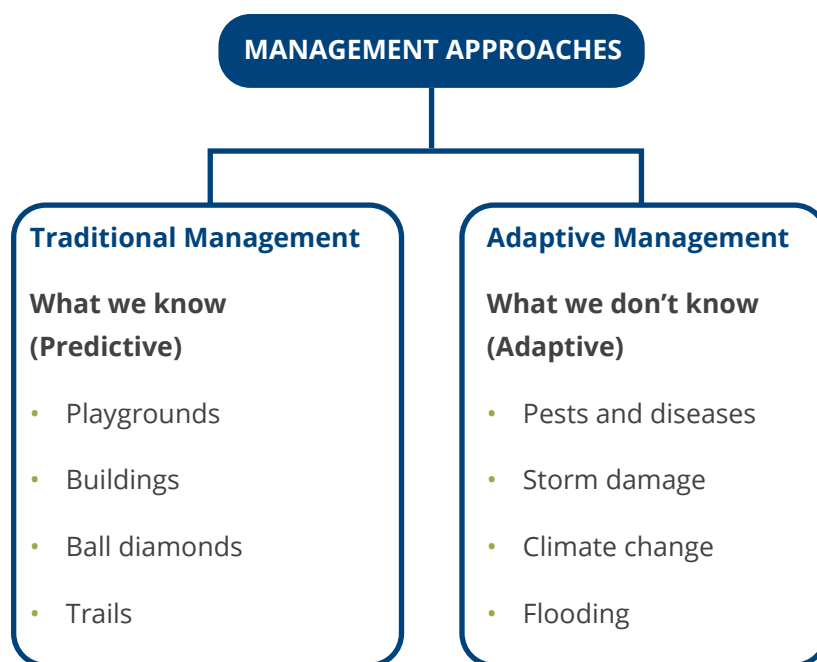 MANAGEMENT APPROACHES
Traditional Management
What we know
(Predictive)
• Playgrounds
• Buildings
• Ball diamonds
• Trails
Adaptive Management
What we don’t know
(Adaptive)
• Pests and diseases
• Storm damage
• Climate change
• Flooding